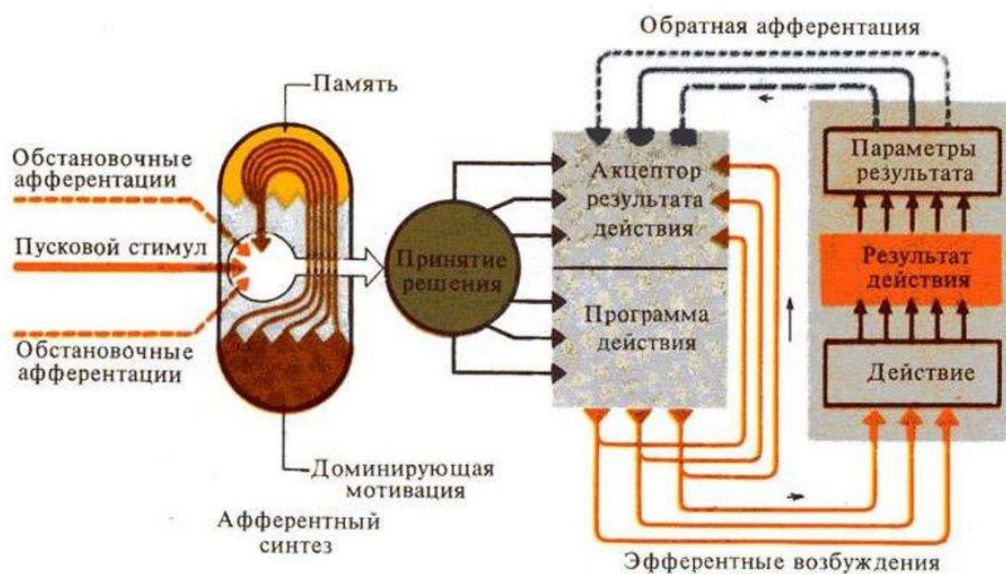 Обратная афферентация
Память
Обстановочные
афферентации
Пусковой стимул
Обстановочные
афферентации
Доминирующая
мотивация
Афферентный
синтез
Принятие
решения
Акцептор
результата
действия
Программа
действия
Параметры
результата
Результат
действия
Действие
Эфферентные возбуждения